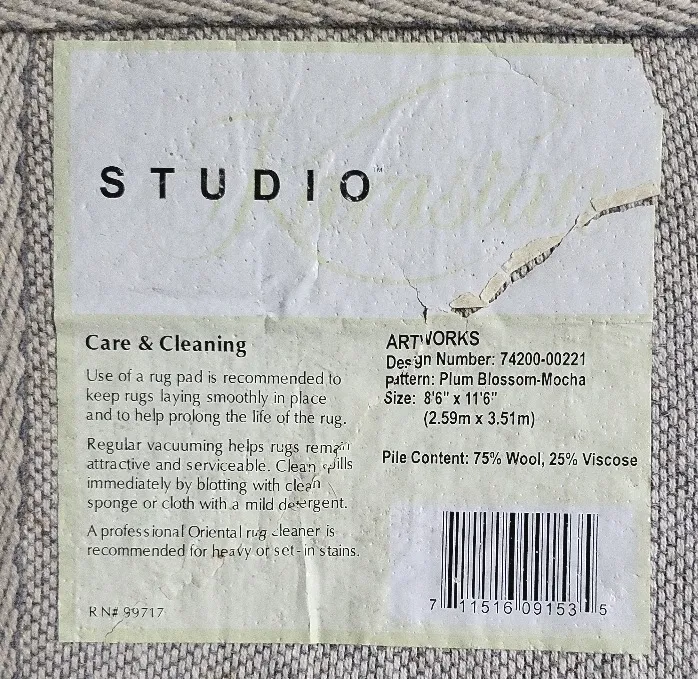 STUDIO™
Karastan
Care & Cleaning
Use of a rug pad is recommended to
keep rugs laying smoothly in place
and to help prolong the life of the rug.
Regular vacuuming helps rugs remain
attractive and serviceable. Clean spills
immediately by blotting with clean
sponge or cloth with a mild detergent.
A professional Oriental rug cleaner is
recommended for heavy or set-in stains.
RN# 99717
ARTWORKS
Design Number: 74200-00221
pattern: Plum Blossom-Mocha
Size: 8'6" x 11'6"
(2.59m x 3.51m)
Pile Content: 75% Wool, 25% Viscose
7 11516 09153 5